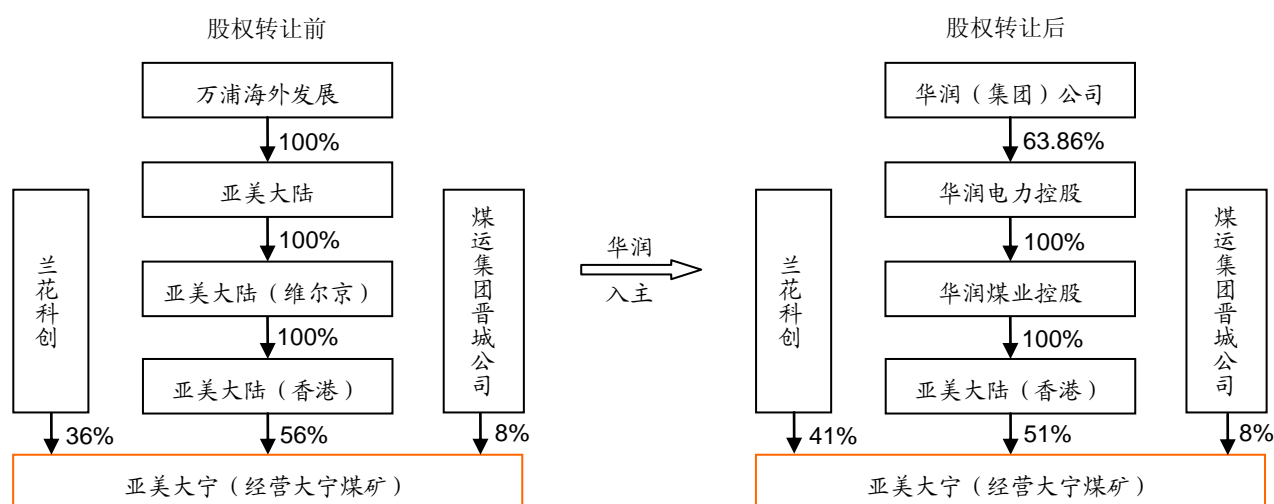 股权转让前
万浦海外发展
100%
亚美大陆
100%
亚美大陆（维尔京）
100%
亚美大陆（香港）
兰花科创
煤运集团晋城公司
36%
56%
8%
亚美大宁（经营大宁煤矿）
华润
入主
股权转让后
华润（集团）公司
63.86%
华润电力控股
100%
华润煤业控股
100%
亚美大陆（香港）
兰花科创
煤运集团晋城公司
41%
51%
8%
亚美大宁（经营大宁煤矿）